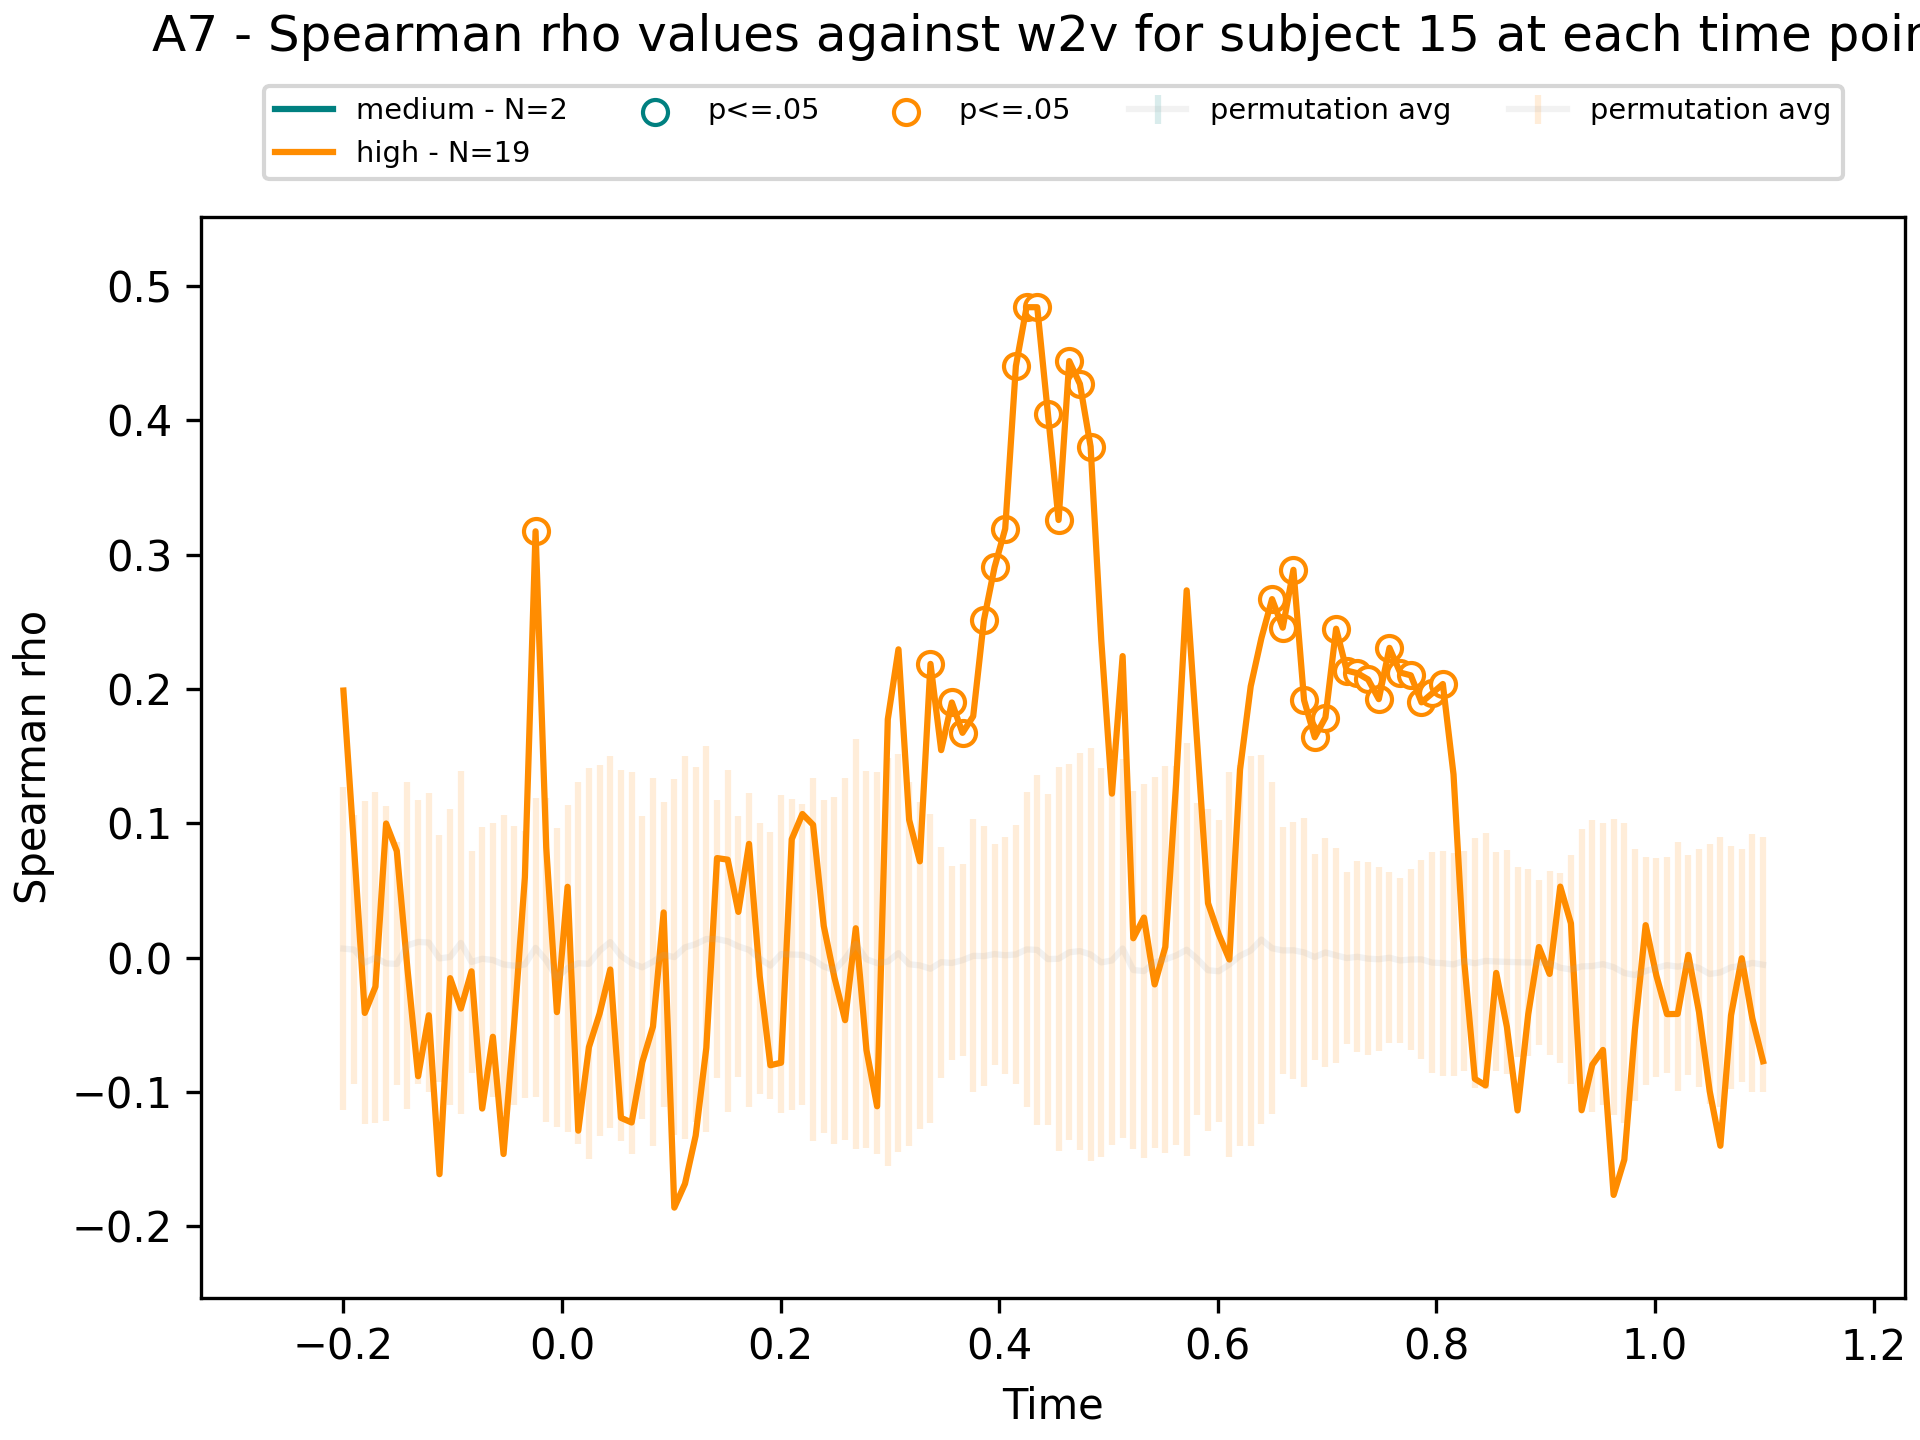 A7 - Spearman rho values against w2v for subject 15 at each time poin
medium - N=2 p<=.05 p<=.05 permutation avg permutation avg
high - N=19
Spearman rho
0.5
0.4
0.3
0.2
0.1
0.0
−0.1
−0.2
−0.2 0.0 0.2 0.4 0.6 0.8 1.0 1.2
Time